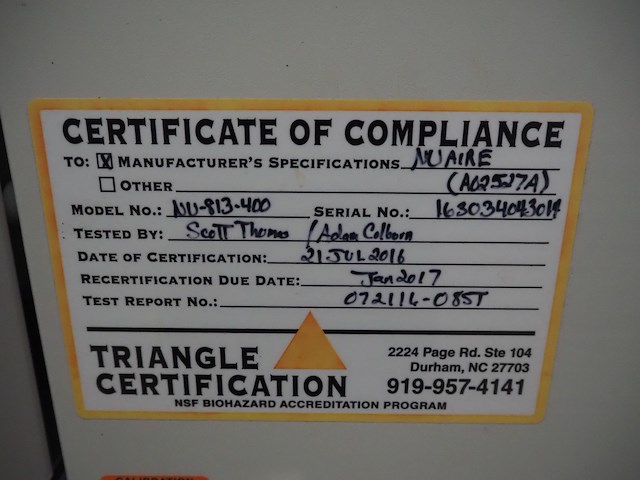 CERTIFICATE OF COMPLIANCE
TO: ☒ MANUFACTURER'S SPECIFICATIONS NUAIRE
☐ OTHER (A02527A)
MODEL NO.: NU-813-400 SERIAL NO.:
TESTED BY: Scott Thomas / Adam Colborn
DATE OF CERTIFICATION: 21 JUL 2016
RECERTIFICATION DUE DATE: Jan 2017
TEST REPORT NO.: 072116-085T
TRIANGLE CERTIFICATION
2224 Page Rd. Ste 104
Durham, NC 27703
919-957-4141
NSF BIOHAZARD ACCREDITATION PROGRAM
CALIBRATION